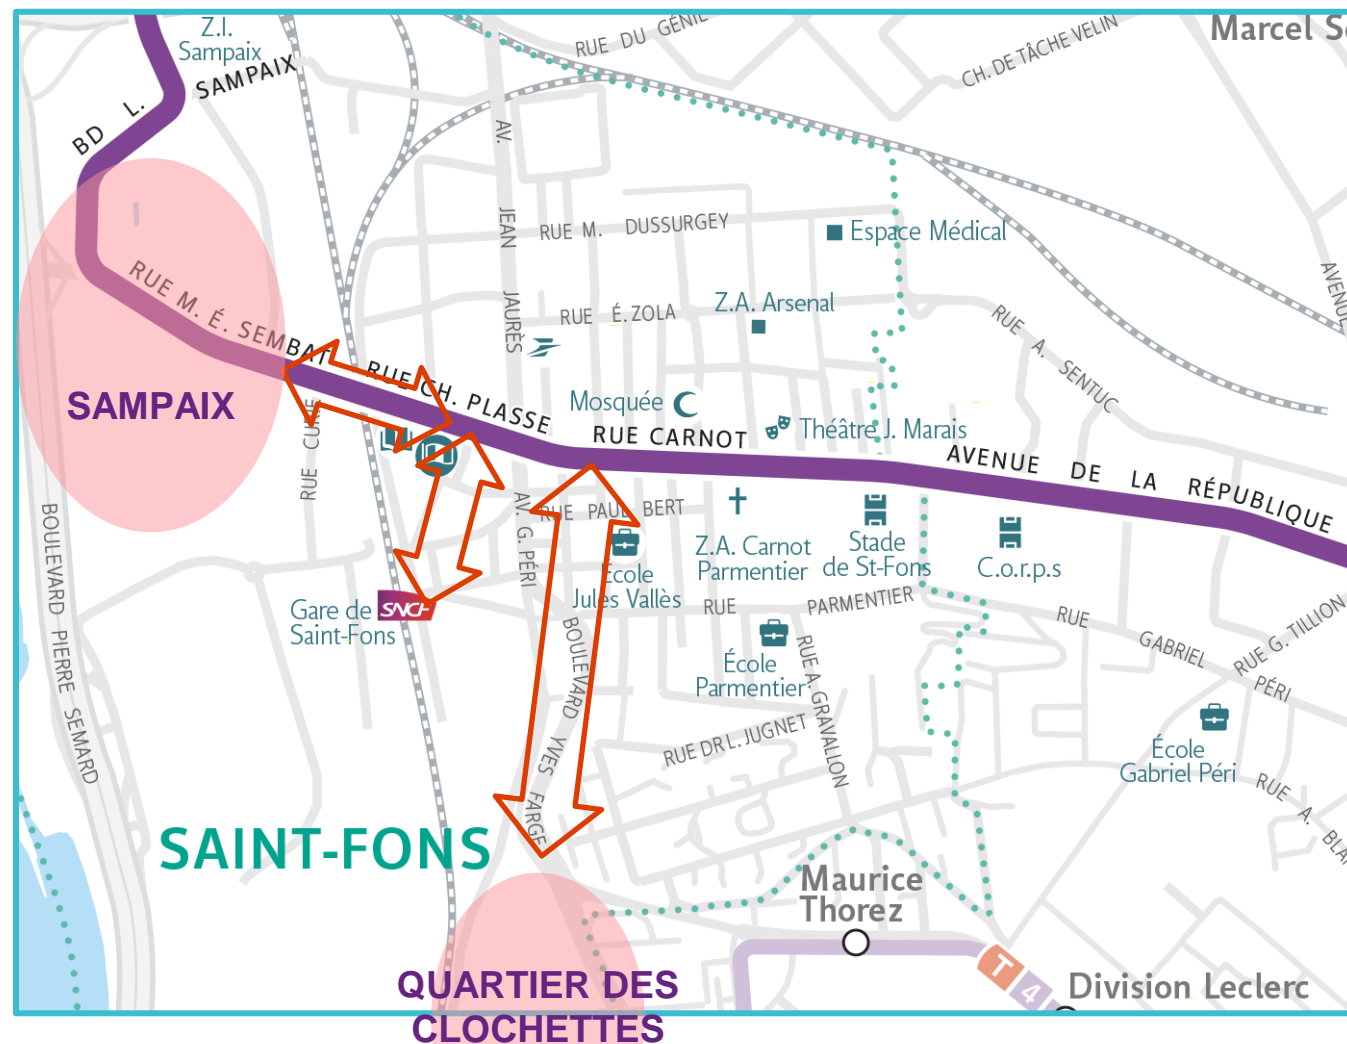 Z.I.
Sampaix
BD L. SAMPAIX
RUE DU GÉNIE
CH. DE TÂCHE VELIN
Marcel S
AVENUE
AV. JEAN JAURÈS
RUE M. DUSSURGEY
Espace Médical
RUE É. ZOLA
Z.A. Arsenal
RUE A. SENTUC
RUE M. É. SEMBAT
RUE CH. PLASSE
SAMPAIX
Mosquée
RUE CARNOT
Théâtre J. Marais
AVENUE DE LA RÉPUBLIQUE
RUE CURIE
BOULEVARD PIERRE SEMARD
AV. G. PÉRI
RUE PAUL BERT
École
Jules Vallès
Z.A. Carnot
Parmentier
Stade
de St-Fons
C.o.r.p.s
Gare de
Saint-Fons
SNCF
RUE PARMENTIER
École
Parmentier
RUE A. GRAVALLON
RUE GABRIEL PÉRI
RUE G. TILLION
BOULEVARD YVES FARGE
RUE DR L. JUGNET
École
Gabriel Péri
RUE A. BLA
SAINT-FONS
Maurice
Thorez
T 4
Division Leclerc
QUARTIER DES
CLOCHETTES